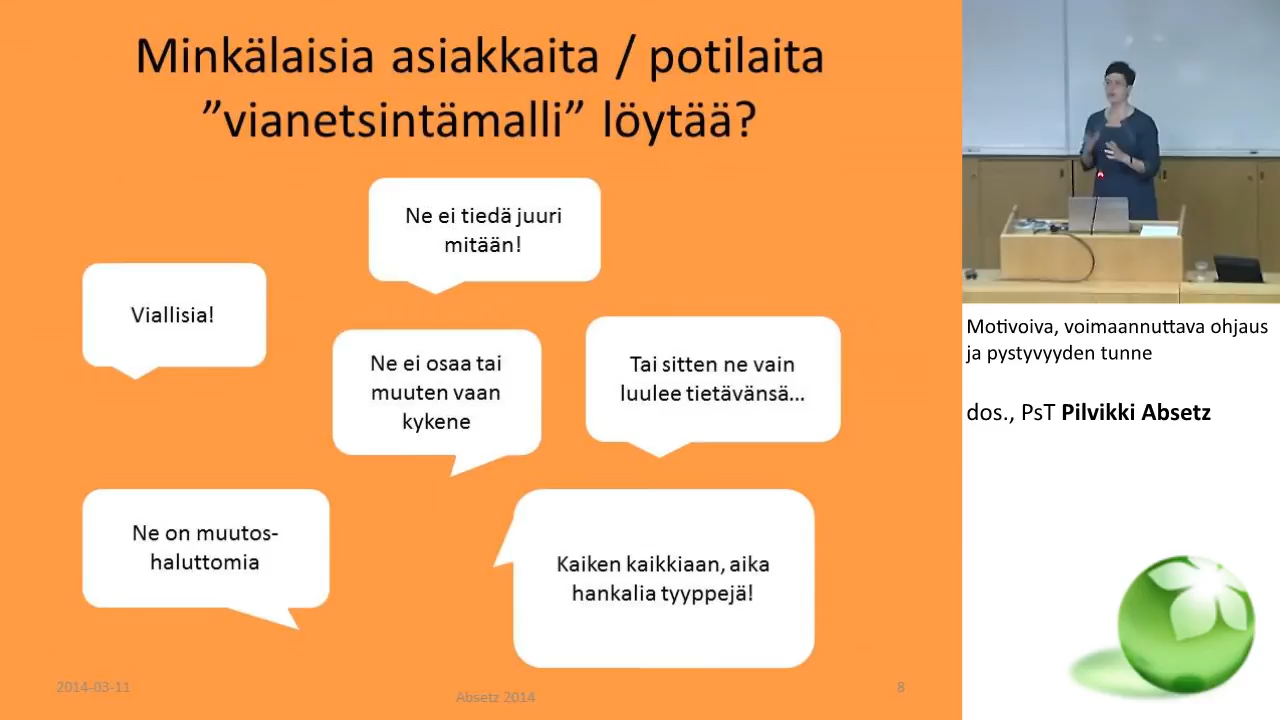 Minkälaisia asiakkaita / potilaita
”vianetsintämalli” löytää?
Ne ei tiedä juuri
mitään!
Viallisia!
Ne ei osaa tai
muuten vaan
kykene
Tai sitten ne vain
luulee tietävänsä...
Ne on muutos-
haluttomia
Kaiken kaikkiaan, aika
hankalia tyyppejä!
2014-03-11
Absetz 2014
8
Motivoiva, voimaannuttava ohjaus
ja pystyvyyden tunne
dos., PsT Pilvikki Absetz